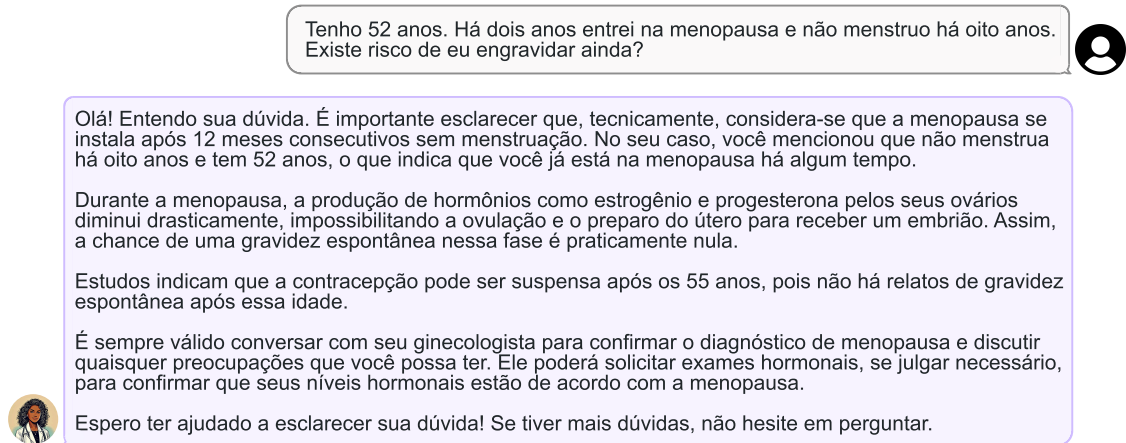 Tenho 52 anos. Há dois anos entrei na menopausa e não menstruo há oito anos.
Existe risco de eu engravidar ainda?
Olá! Entendo sua dúvida. É importante esclarecer que, tecnicamente, considera-se que a menopausa se
instala após 12 meses consecutivos sem menstruação. No seu caso, você mencionou que não menstrua
há oito anos e tem 52 anos, o que indica que você já está na menopausa há algum tempo.
Durante a menopausa, a produção de hormônios como estrogênio e progesterona pelos seus ovários
diminui drasticamente, impossibilitando a ovulação e o preparo do útero para receber um embrião. Assim,
a chance de uma gravidez espontânea nessa fase é praticamente nula.
Estudos indicam que a contracepção pode ser suspensa após os 55 anos, pois não há relatos de gravidez
espontânea após essa idade.
É sempre válido conversar com seu ginecologista para confirmar o diagnóstico de menopausa e discutir
quaisquer preocupações que você possa ter. Ele poderá solicitar exames hormonais, se julgar necessário,
para confirmar que seus níveis hormonais estão de acordo com a menopausa.
Espero ter ajudado a esclarecer sua dúvida! Se tiver mais dúvidas, não hesite em perguntar.